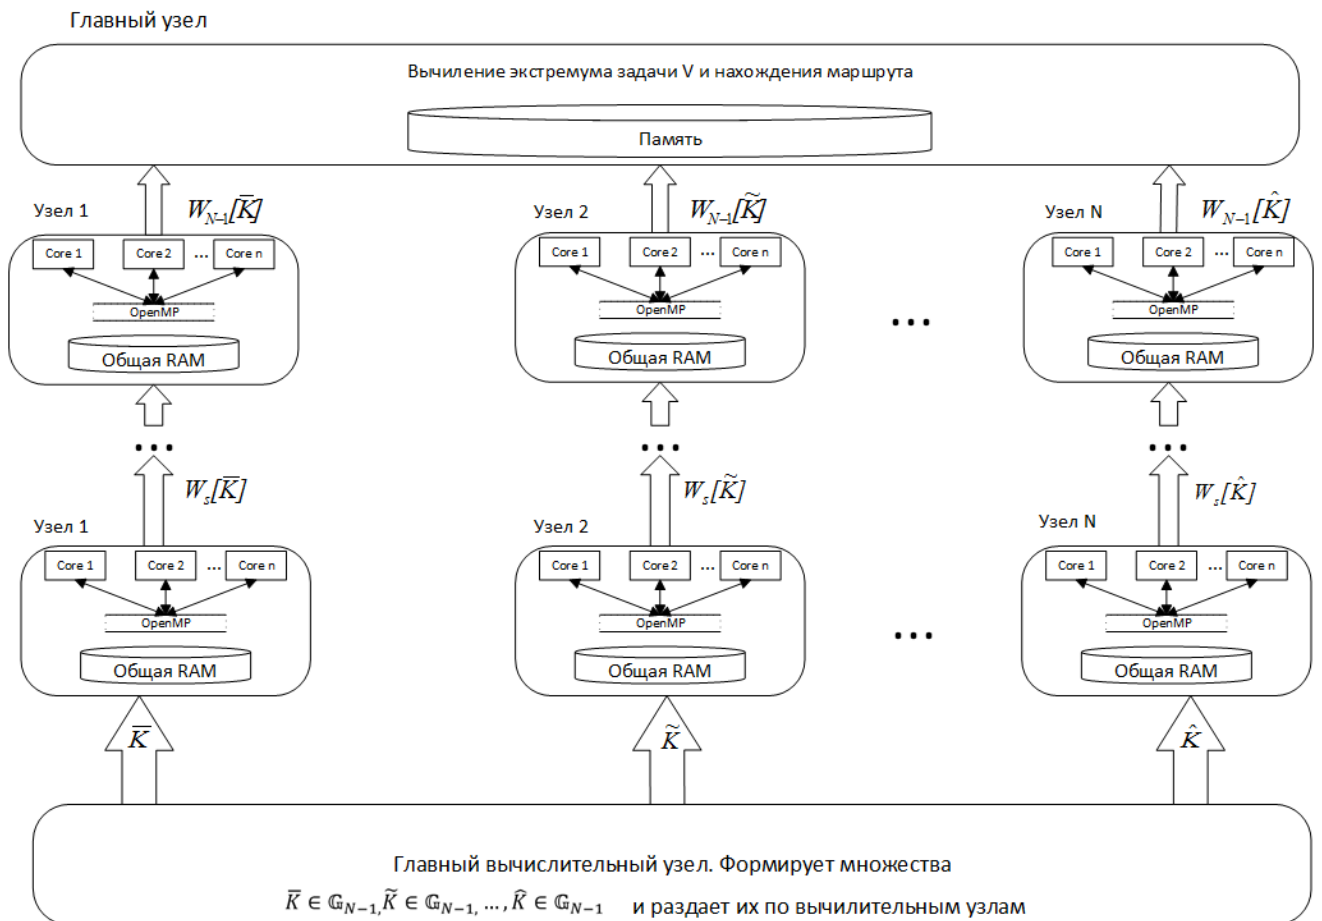 Главный узел
Вычиление экстремума задачи V и нахождения маршрута
Память
Узел 1 W_{N-1}[K̅] Узел 2 W_{N-1}[K̃] Узел N W_{N-1}[K̂]
Core 1 Core 2 ... Core n Core 1 Core 2 ... Core n Core 1 Core 2 ... Core n
OpenMP OpenMP ... OpenMP
Общая RAM Общая RAM Общая RAM
... ... ...
W_s[K̅] W_s[K̃] W_s[K̂]
Узел 1 Узел 2 Узел N
Core 1 Core 2 ... Core n Core 1 Core 2 ... Core n Core 1 Core 2 ... Core n
OpenMP OpenMP ... OpenMP
Общая RAM Общая RAM Общая RAM
K̅ K̃ K̂
Главный вычислительный узел. Формирует множества
K̅ ∈ 𝔾_{N−1}, K̃ ∈ 𝔾_{N−1}, ..., K̂ ∈ 𝔾_{N−1} и раздает их по вычилительным узлам